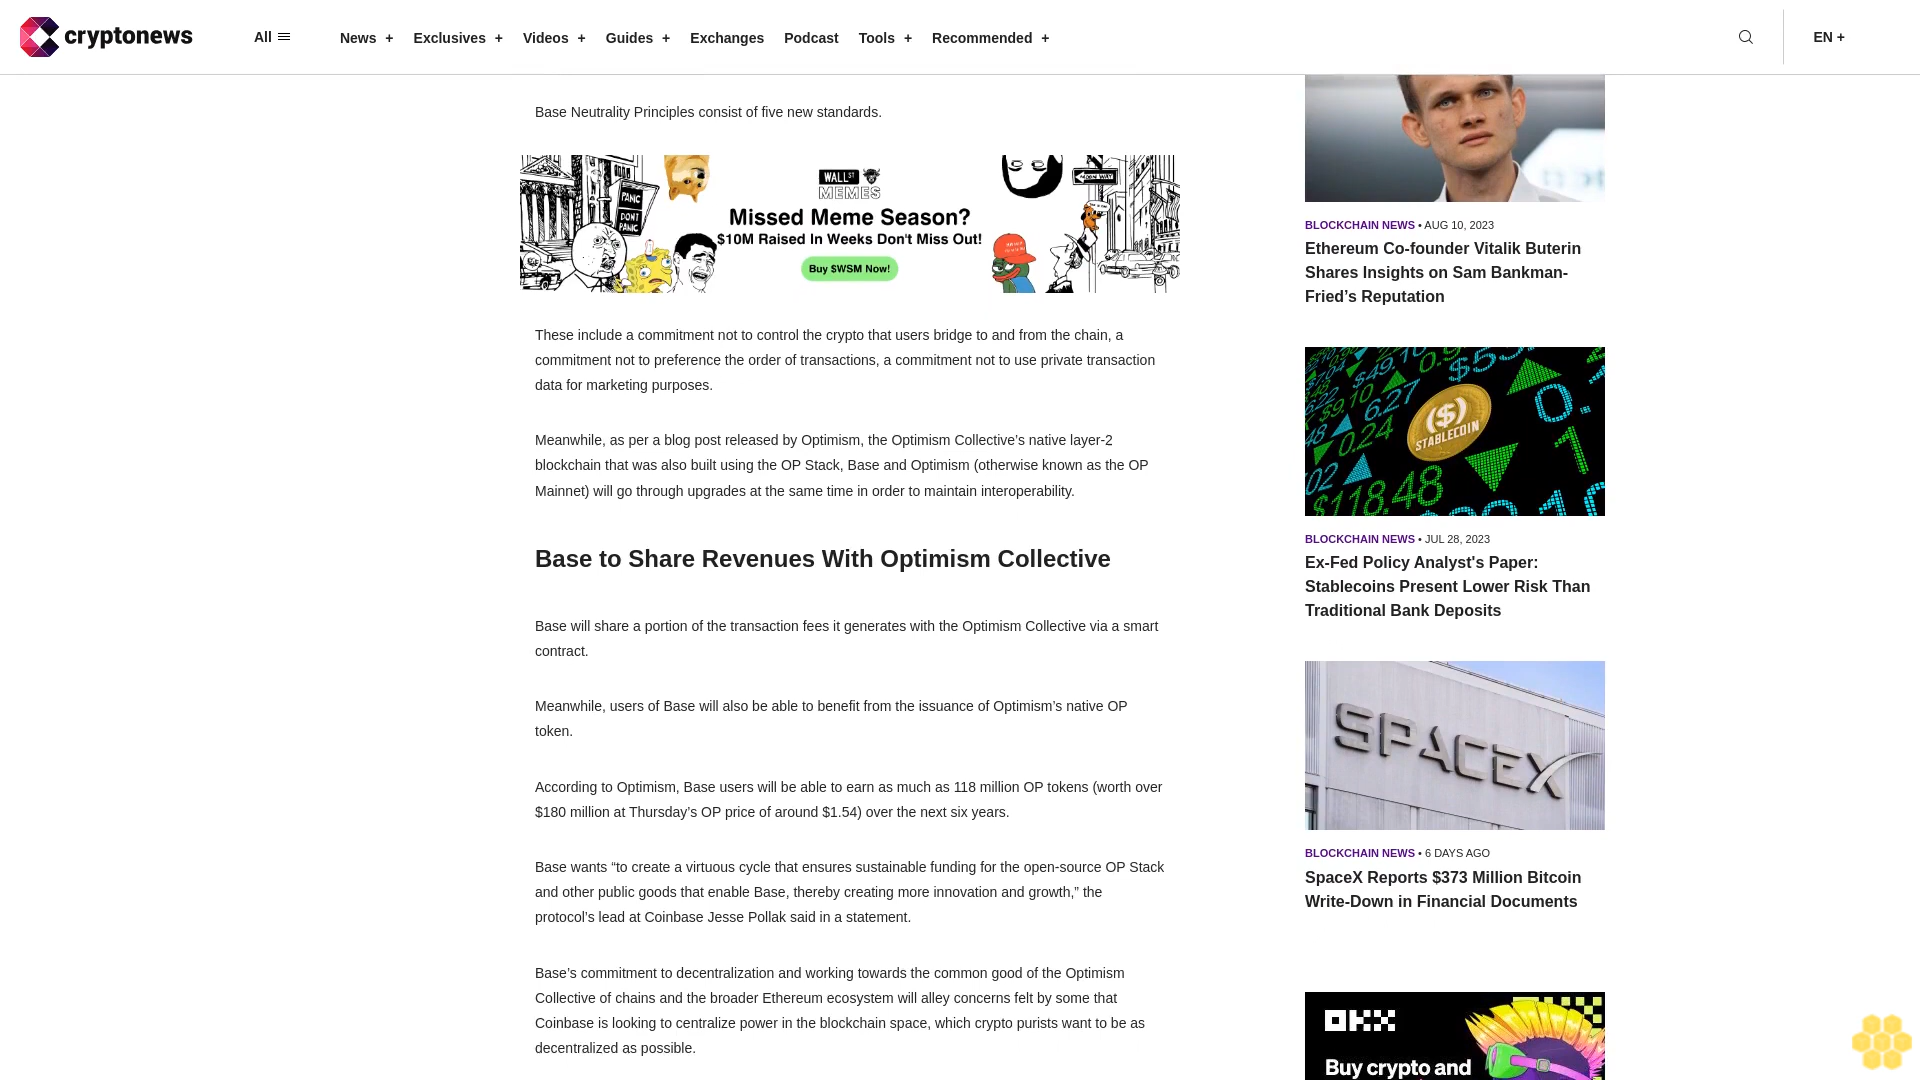 cryptonews
All
News +
Exclusives +
Videos +
Guides +
Exchanges
Podcast
Tools +
Recommended +
EN +
Base Neutrality Principles consist of five new standards.
PANIC
DONT
PANIC
WALL ST
MEMES
Missed Meme Season?
$10M Raised In Weeks Don't Miss Out!
Buy $WSM Now!
MOON WAY
These include a commitment not to control the crypto that users bridge to and from the chain, a
commitment not to preference the order of transactions, a commitment not to use private transaction
data for marketing purposes.
Meanwhile, as per a blog post released by Optimism, the Optimism Collective’s native layer-2
blockchain that was also built using the OP Stack, Base and Optimism (otherwise known as the OP
Mainnet) will go through upgrades at the same time in order to maintain interoperability.
Base to Share Revenues With Optimism Collective
Base will share a portion of the transaction fees it generates with the Optimism Collective via a smart
contract.
Meanwhile, users of Base will also be able to benefit from the issuance of Optimism’s native OP
token.
According to Optimism, Base users will be able to earn as much as 118 million OP tokens (worth over
$180 million at Thursday’s OP price of around $1.54) over the next six years.
Base wants “to create a virtuous cycle that ensures sustainable funding for the open-source OP Stack
and other public goods that enable Base, thereby creating more innovation and growth,” the
protocol’s lead at Coinbase Jesse Pollak said in a statement.
Base’s commitment to decentralization and working towards the common good of the Optimism
Collective of chains and the broader Ethereum ecosystem will alley concerns felt by some that
Coinbase is looking to centralize power in the blockchain space, which crypto purists want to be as
decentralized as possible.
BLOCKCHAIN NEWS • AUG 10, 2023
Ethereum Co-founder Vitalik Buterin
Shares Insights on Sam Bankman-
Fried’s Reputation
$49.10
$9.10
6.27
0.24
($)
STABLECOIN
$118.48
BLOCKCHAIN NEWS • JUL 28, 2023
Ex-Fed Policy Analyst's Paper:
Stablecoins Present Lower Risk Than
Traditional Bank Deposits
SPACEX
BLOCKCHAIN NEWS • 6 DAYS AGO
SpaceX Reports $373 Million Bitcoin
Write-Down in Financial Documents
OKX
Buy crypto and